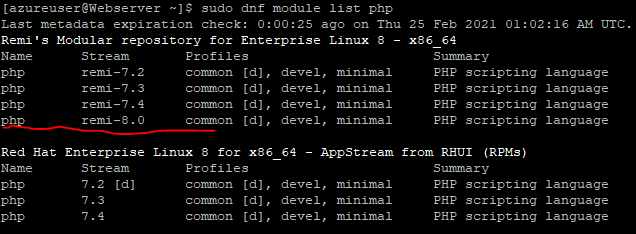 [azureuser@Webserver ~]$ sudo dnf module list php
Last metadata expiration check: 0:00:25 ago on Thu 25 Feb 2021 01:02:16 AM UTC.
Remi's Modular repository for Enterprise Linux 8 - x86_64
Name Stream Profiles Summary
php remi-7.2 common [d], devel, minimal PHP scripting language
php remi-7.3 common [d], devel, minimal PHP scripting language
php remi-7.4 common [d], devel, minimal PHP scripting language
php remi-8.0 common [d], devel, minimal PHP scripting language
Red Hat Enterprise Linux 8 for x86_64 - AppStream from RHUI (RPMs)
Name Stream Profiles Summary
php 7.2 [d] common [d], devel, minimal PHP scripting language
php 7.3 common [d], devel, minimal PHP scripting language
php 7.4 common [d], devel, minimal PHP scripting language